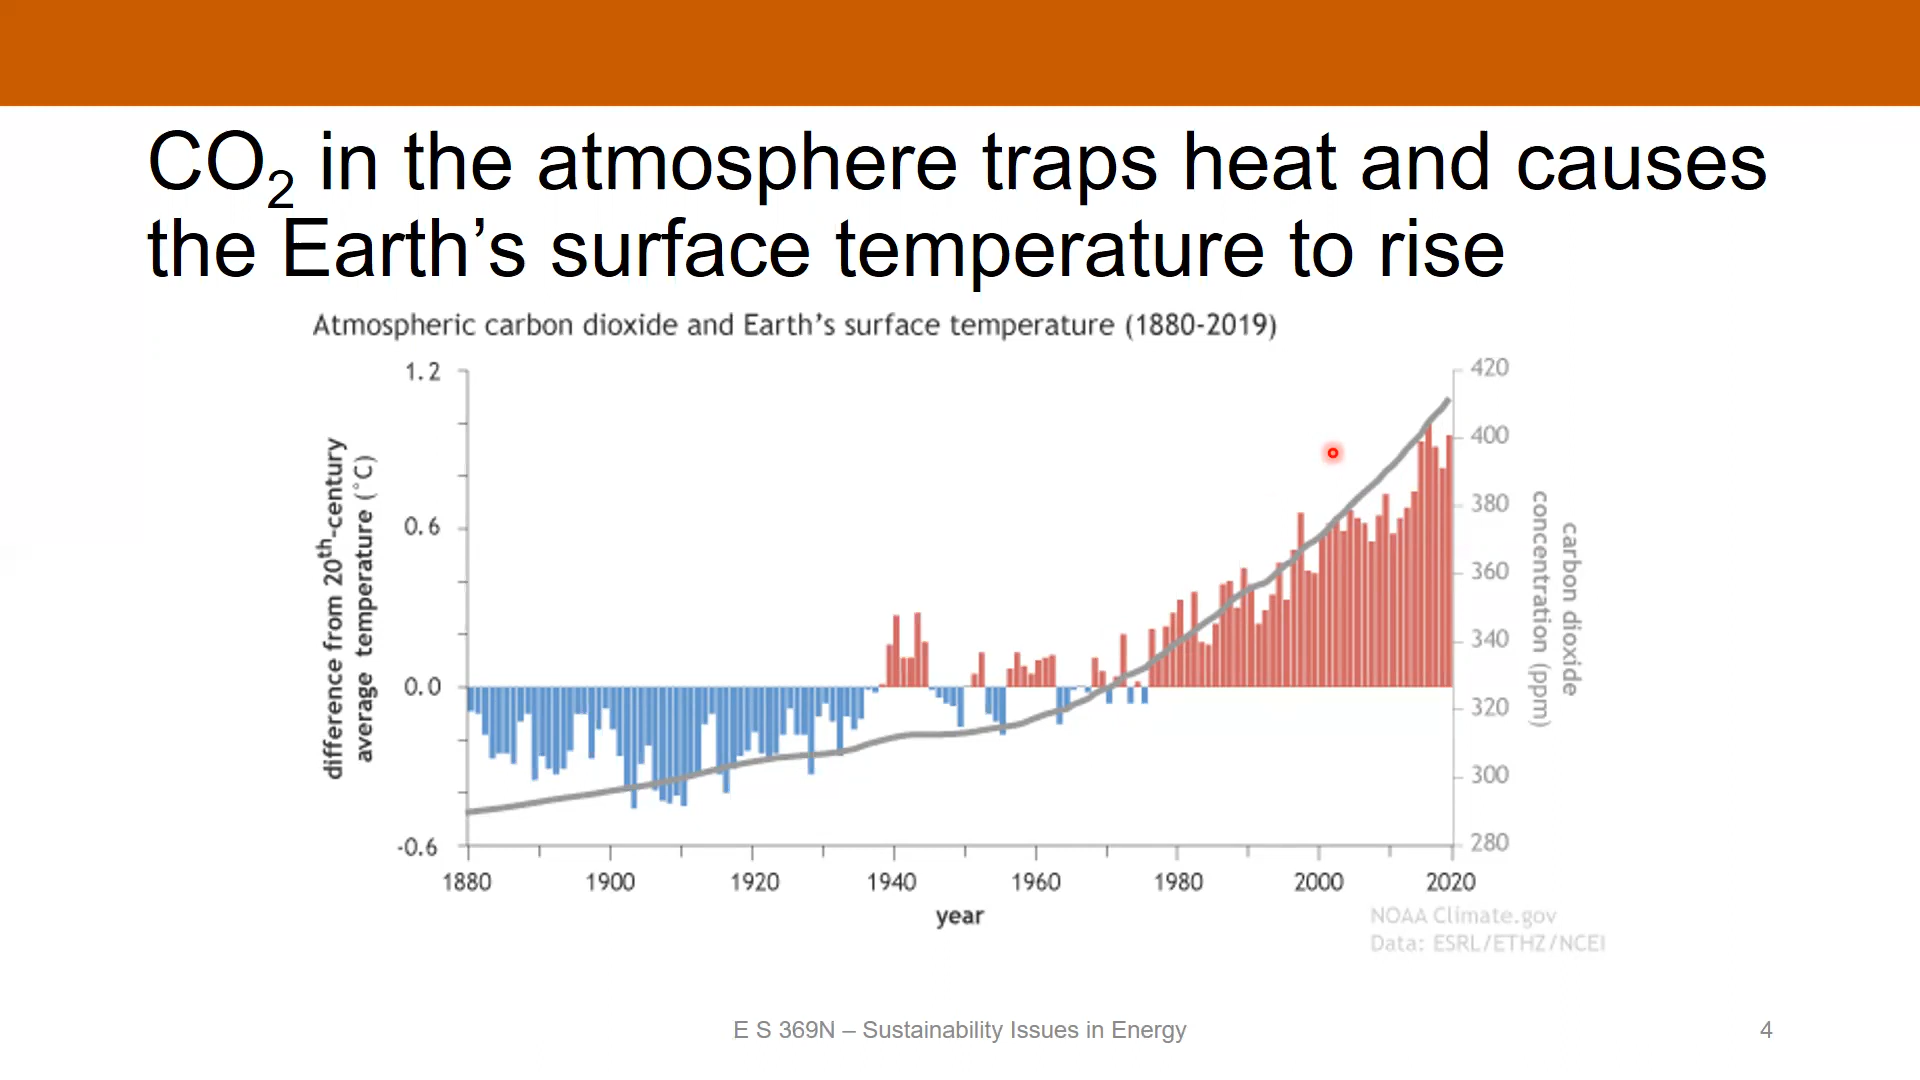 CO₂ in the atmosphere traps heat and causes
the Earth’s surface temperature to rise
Atmospheric carbon dioxide and Earth’s surface temperature (1880-2019)
difference from 20th-century
average temperature (°C)
1.2
0.6
0.0
-0.6
420
400
380
360
340
320
300
280
carbon dioxide
concentration (ppm)
1880 1900 1920 1940 1960 1980 2000 2020
year
NOAA Climate.gov
Data: ESRL/ETHZ/NCEI
E S 369N – Sustainability Issues in Energy
4